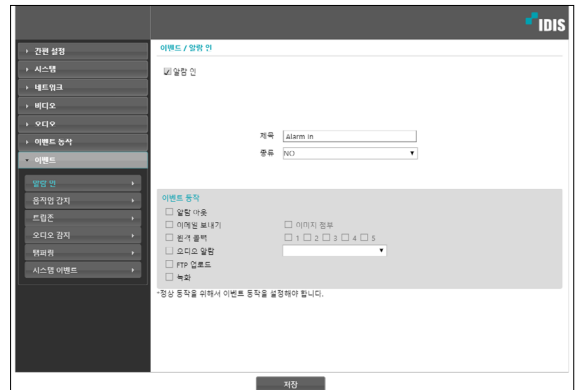 IDIS
간편 설정
시스템
네트워크
비디오
오디오
이벤트 동작
이벤트
알람 인
움직임 감지
트립존
오디오 감지
탬퍼링
시스템 이벤트
이벤트 / 알람 인
알람 인
제목 Alarm In
종류 NO
이벤트 동작
알람 아웃
이메일 보내기 이미지 첨부
원격 콜백 1 2 3 4 5
오디오 알람
FTP 업로드
녹화
*정상 동작을 위해서 이벤트 동작을 설정해야 합니다.
저장